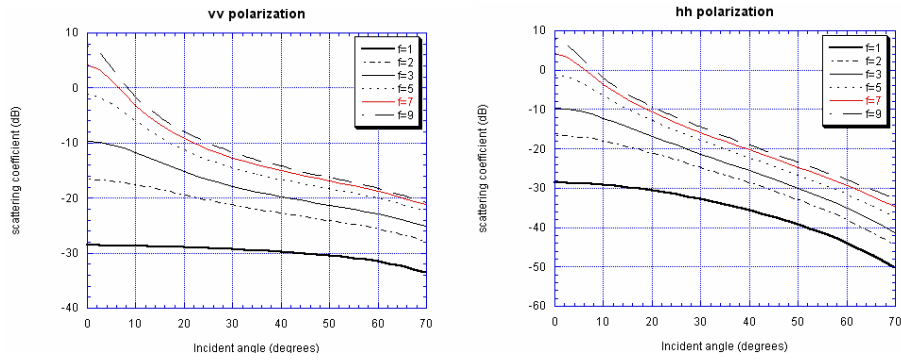 vv polarization
scattering coefficient (dB)
10
0
-10
-20
-30
-40
f=1
f=2
f=3
f=5
f=7
f=9
0 10 20 30 40 50 60 70
Incident angle (degrees)
hh polarization
scattering coefficient (dB)
10
0
-10
-20
-30
-40
-50
-60
f=1
f=2
f=3
f=5
f=7
f=9
0 10 20 30 40 50 60 70
Incident angle (degrees)